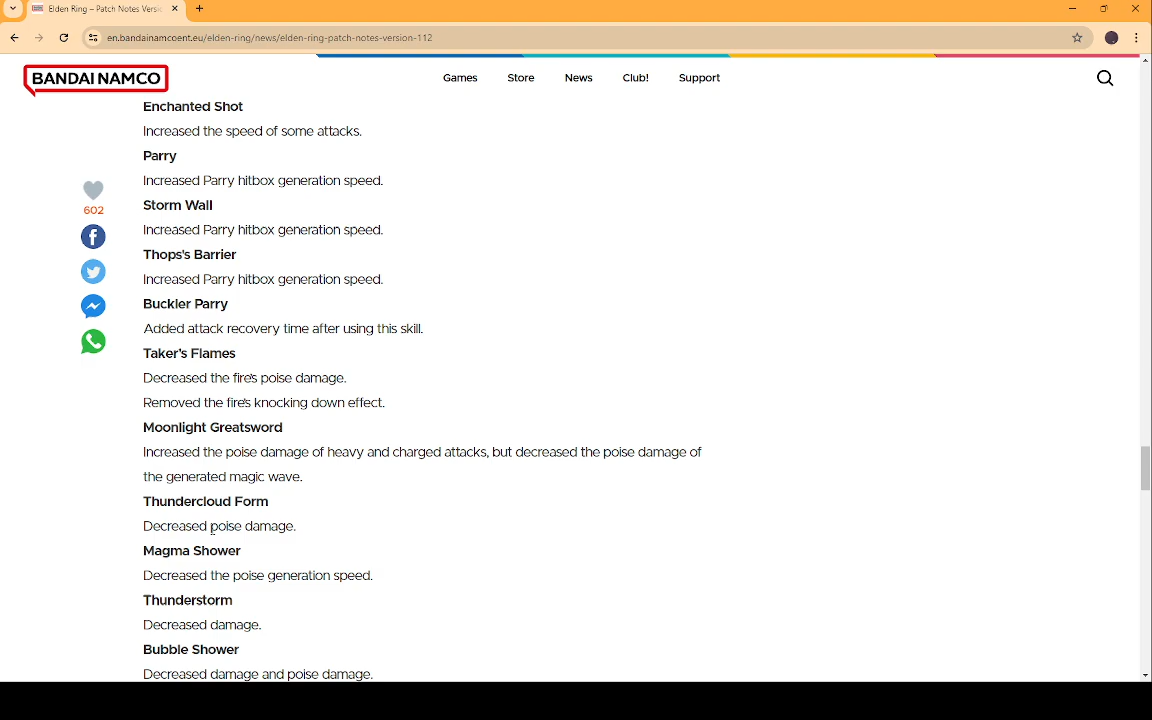 Elden Ring – Patch Notes Versi
en.bandainamcoent.eu/elden-ring/news/elden-ring-patch-notes-version-112
BANDAI NAMCO
Games Store News Club! Support
Enchanted Shot
Increased the speed of some attacks.
Parry
Increased Parry hitbox generation speed.
Storm Wall
Increased Parry hitbox generation speed.
Thops's Barrier
Increased Parry hitbox generation speed.
Buckler Parry
Added attack recovery time after using this skill.
Taker's Flames
Decreased the fire's poise damage.
Removed the fire's knocking down effect.
Moonlight Greatsword
Increased the poise damage of heavy and charged attacks, but decreased the poise damage of
the generated magic wave.
Thundercloud Form
Decreased poise damage.
Magma Shower
Decreased the poise generation speed.
Thunderstorm
Decreased damage.
Bubble Shower
Decreased damage and poise damage.
602